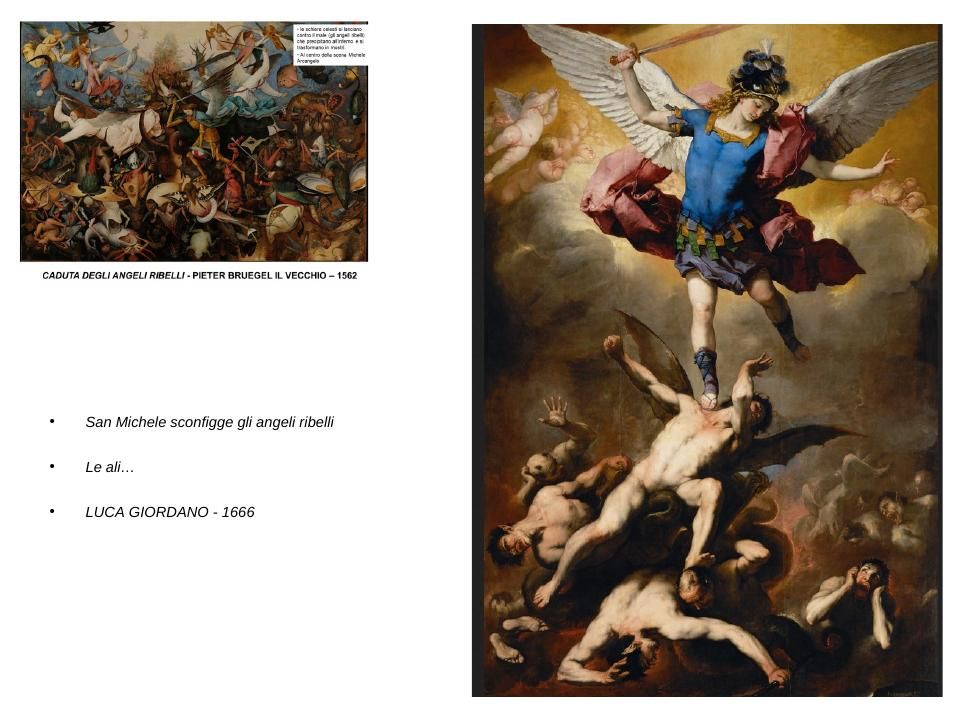 - le schiere celesti si lanciano
contro il male (gli angeli ribelli)
che precipitano all'inferno e si
trasformano in mostri.
- Al centro della scena Michele
Arcangelo
CADUTA DEGLI ANGELI RIBELLI - PIETER BRUEGEL IL VECCHIO – 1562
• San Michele sconfigge gli angeli ribelli
• Le ali…
• LUCA GIORDANO - 1666